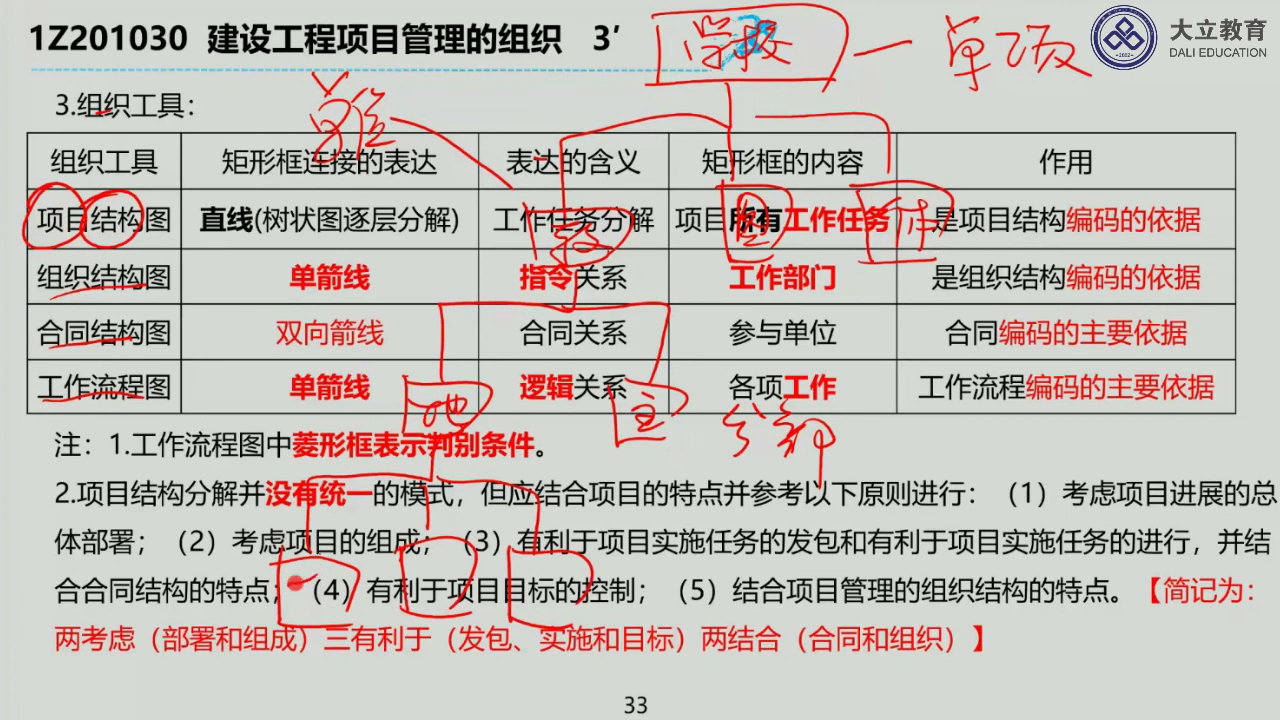 1Z201030 建设工程项目管理的组织 3′
学校 一 单项
大立教育
DALI EDUCATION
3.组织工具：
组织工具 矩形框连接的表达 表达的含义 矩形框的内容 作用
项目结构图 直线(树状图逐层分解) 工作任务分解 项目所有工作任务 是项目结构编码的依据
组织结构图 单箭线 指令关系 工作部门 是组织结构编码的依据
合同结构图 双向箭线 合同关系 参与单位 合同编码的主要依据
工作流程图 单箭线 逻辑关系 各项工作 工作流程编码的主要依据
教
地 主 分部
注：1.工作流程图中菱形框表示判别条件。
2.项目结构分解并没有统一的模式，但应结合项目的特点并参考以下原则进行：（1）考虑项目进展的总
体部署；（2）考虑项目的组成；（3）有利于项目实施任务的发包和有利于项目实施任务的进行，并结
合合同结构的特点；（4）有利于项目目标的控制；（5）结合项目管理的组织结构的特点。【简记为：
两考虑（部署和组成）三有利于（发包、实施和目标）两结合（合同和组织）】
33